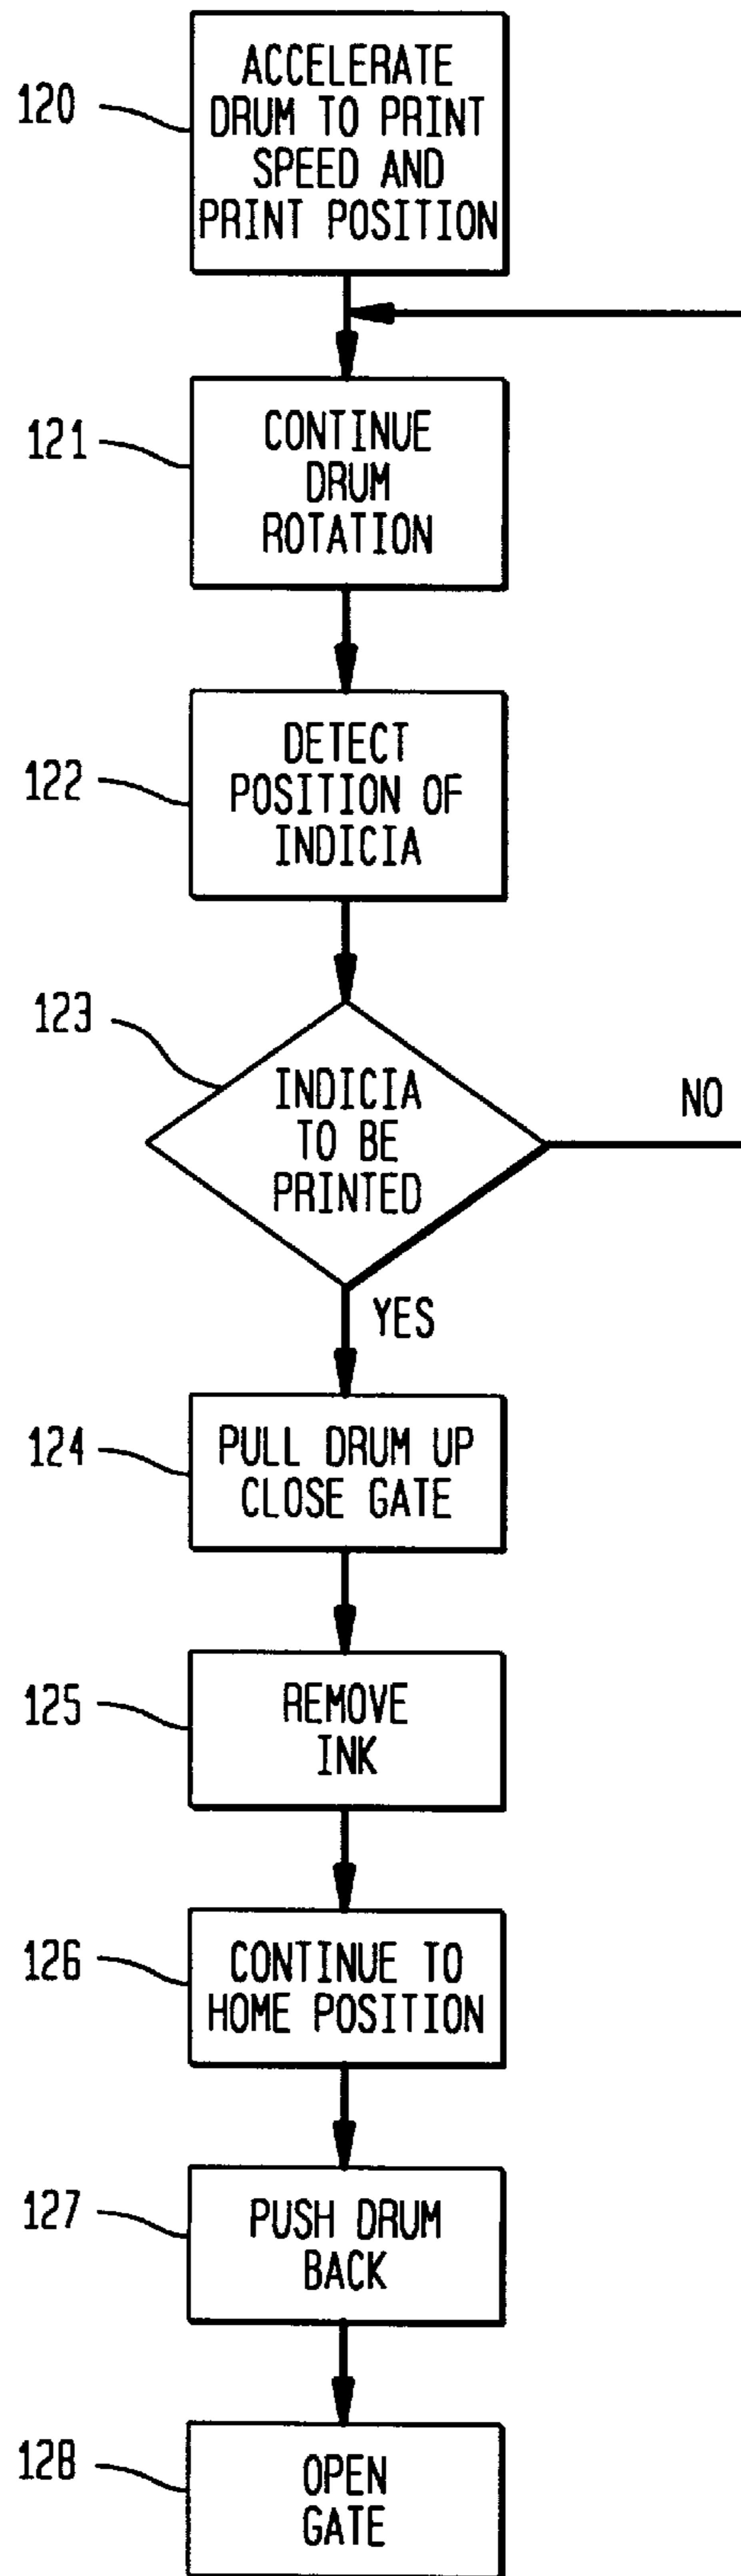 120
ACCELERATE
DRUM TO PRINT
SPEED AND
PRINT POSITION
121
CONTINUE
DRUM
ROTATION
122
DETECT
POSITION OF
INDICIA
123
INDICIA
TO BE
PRINTED
NO
YES
124
PULL DRUM UP
CLOSE GATE
125
REMOVE
INK
126
CONTINUE TO
HOME POSITION
127
PUSH DRUM
BACK
128
OPEN
GATE